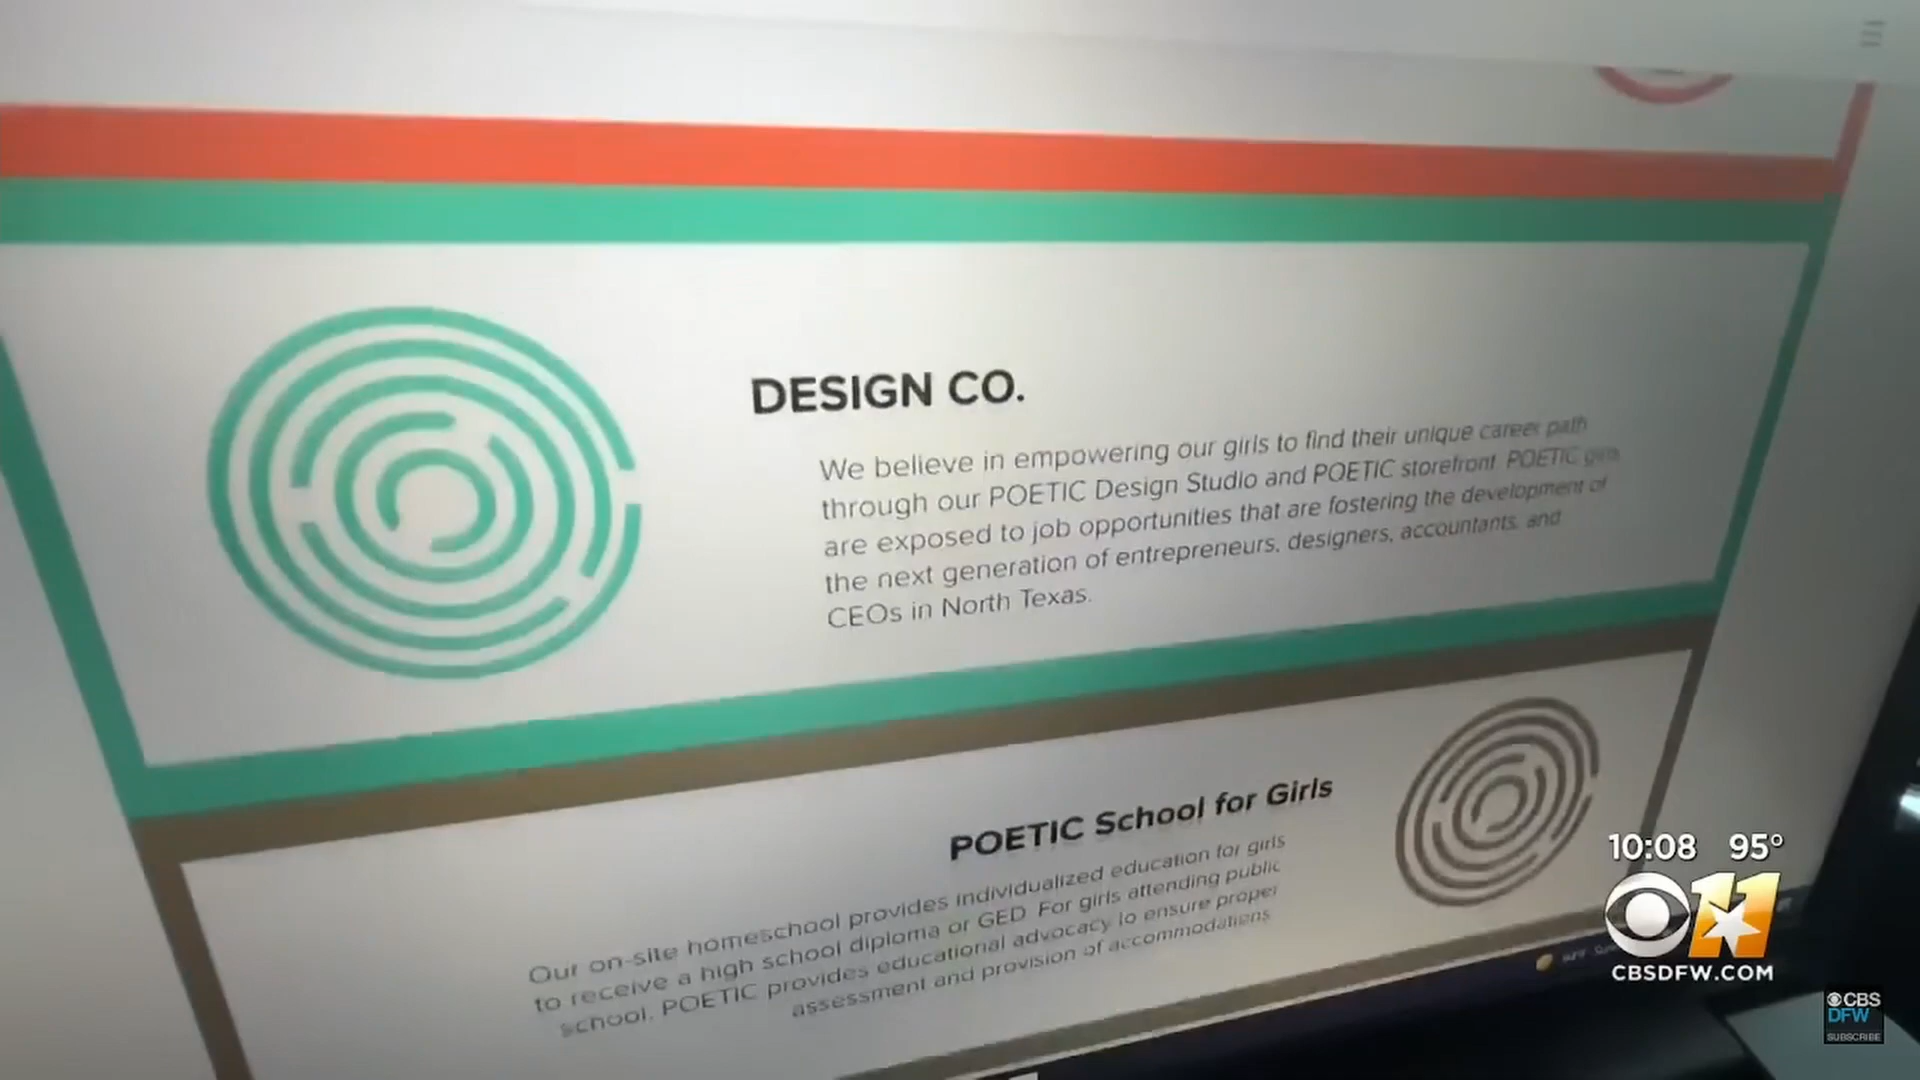 DESIGN CO.
We believe in empowering our girls to find their unique career path
through our POETIC Design Studio and POETIC storefront. POETIC girls
are exposed to job opportunities that are fostering the development of
the next generation of entrepreneurs, designers, accountants, and
CEOs in North Texas.
POETIC School for Girls
Our on-site homeschool provides individualized education for girls
to receive a high school diploma or GED. For girls attending public
school, POETIC provides educational advocacy to ensure proper
assessment and provision of accommodations.
10:08 95°
11
CBSDFW.COM
CBS
DFW
SUBSCRIBE